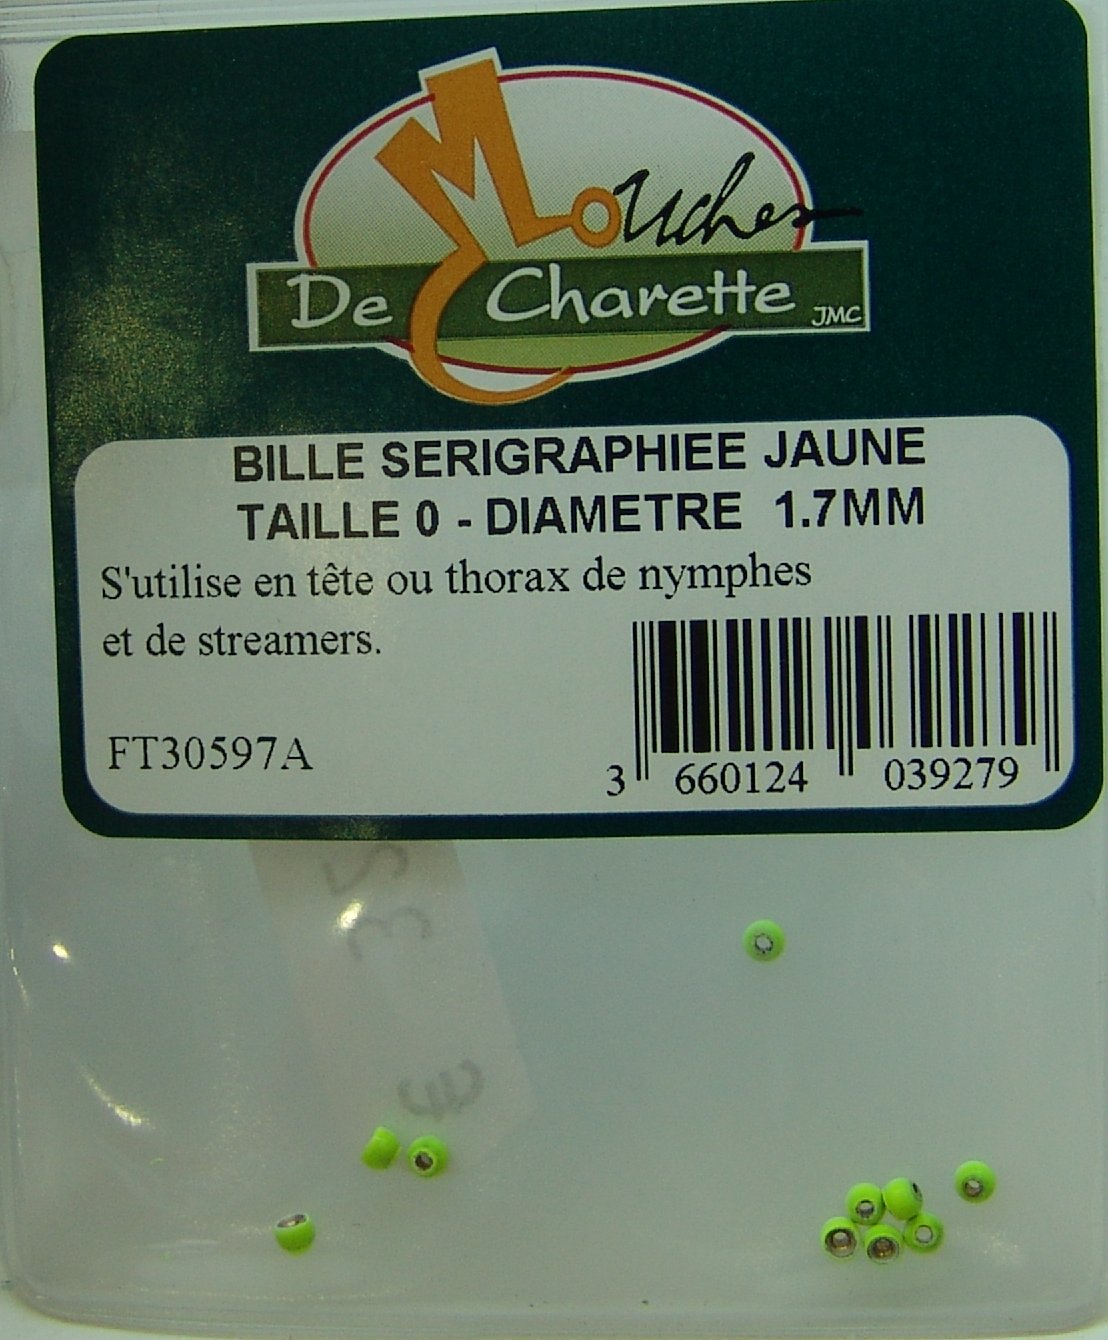 Mouches
De Charette JMC
BILLE SERIGRAPHIEE JAUNE
TAILLE 0 - DIAMETRE 1.7MM
S'utilise en tête ou thorax de nymphes
et de streamers.
FT30597A
3 660124 039279